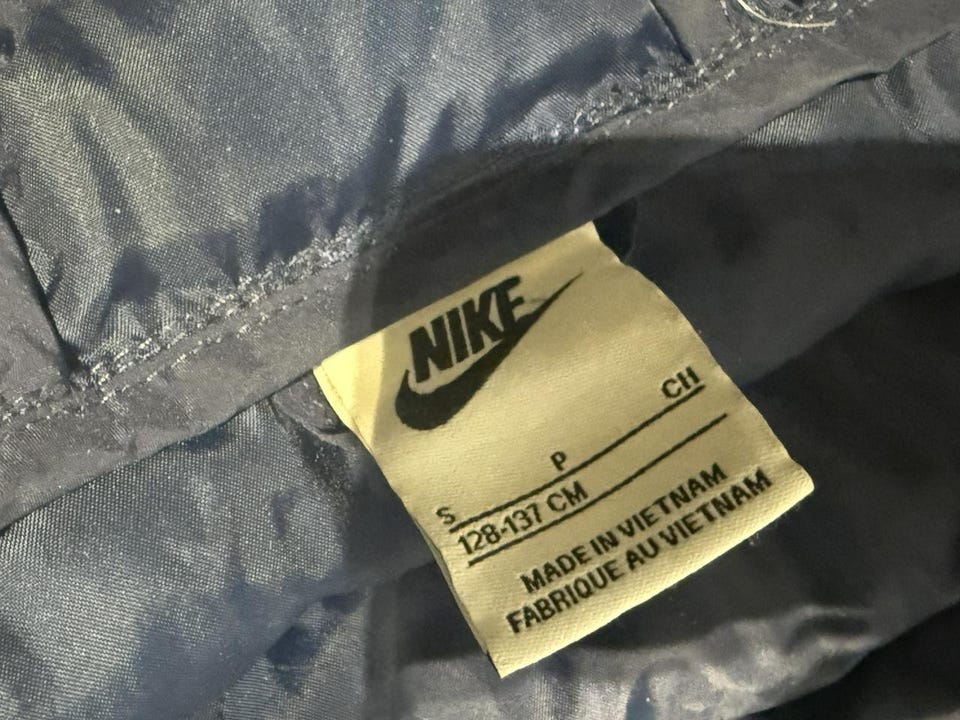 NIKE
S P CH
128-137 CM
MADE IN VIETNAM
FABRIQUE AU VIETNAM